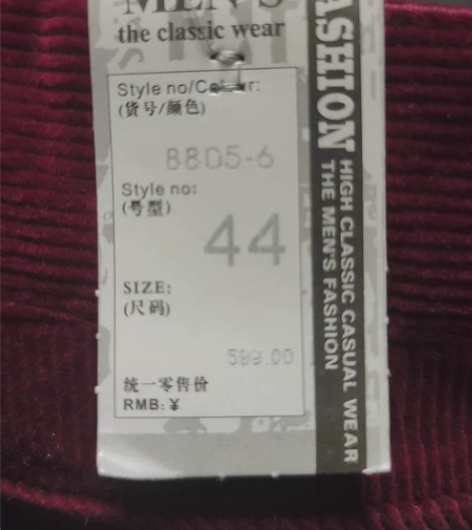 MEN'S
the classic wear
Style no/Colour:
(货号/颜色)
8805-6
Style no:
(号型)
44
SIZE:
(尺码)
599.00
统一零售价
RMB:¥
FASHION
HIGH CLASSIC CASUAL WEAR
THE MEN'S FASHION